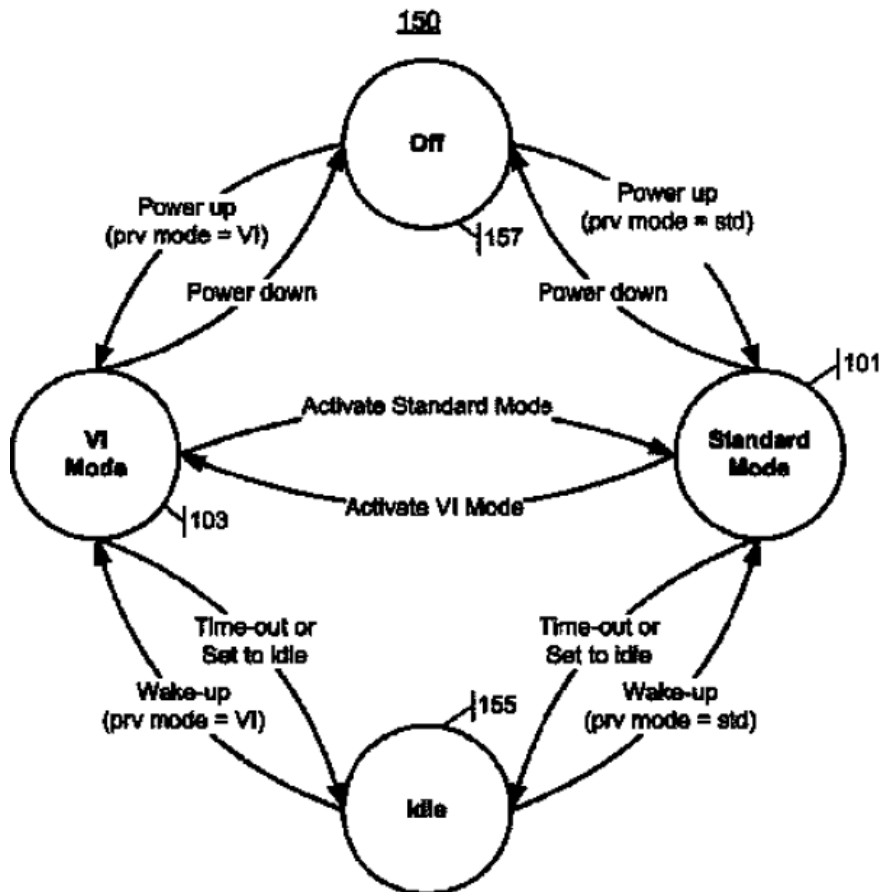 150
Off
157
Power up
(prv mode = VI)
Power down
Power up
(prv mode = std)
Power down
101
VI
Mode
103
Activate Standard Mode
Activate VI Mode
Standard
Mode
Time-out or
Set to Idle
Wake-up
(prv mode = VI)
Time-out or
Set to idle
Wake-up
(prv mode = std)
155
Idle